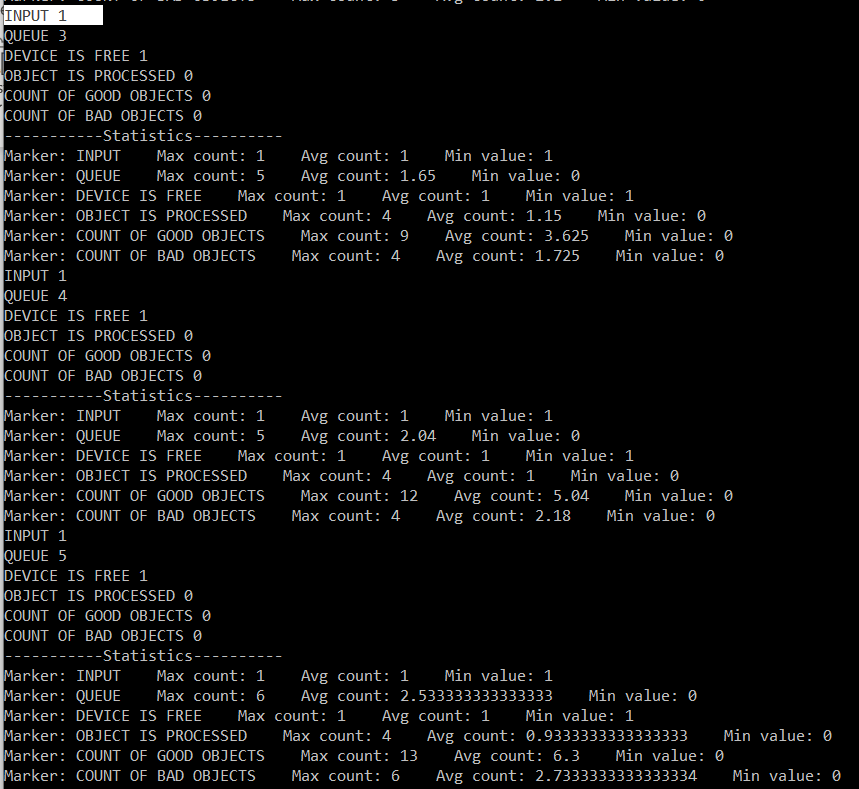 INPUT 1
QUEUE 3
DEVICE IS FREE 1
OBJECT IS PROCESSED 0
COUNT OF GOOD OBJECTS 0
COUNT OF BAD OBJECTS 0
-----------Statistics----------
Marker: INPUT    Max count: 1    Avg count: 1    Min value: 1
Marker: QUEUE    Max count: 5    Avg count: 1.65    Min value: 0
Marker: DEVICE IS FREE    Max count: 1    Avg count: 1    Min value: 1
Marker: OBJECT IS PROCESSED    Max count: 4    Avg count: 1.15    Min value: 0
Marker: COUNT OF GOOD OBJECTS    Max count: 9    Avg count: 3.625    Min value: 0
Marker: COUNT OF BAD OBJECTS    Max count: 4    Avg count: 1.725    Min value: 0
INPUT 1
QUEUE 4
DEVICE IS FREE 1
OBJECT IS PROCESSED 0
COUNT OF GOOD OBJECTS 0
COUNT OF BAD OBJECTS 0
-----------Statistics----------
Marker: INPUT    Max count: 1    Avg count: 1    Min value: 1
Marker: QUEUE    Max count: 5    Avg count: 2.04    Min value: 0
Marker: DEVICE IS FREE    Max count: 1    Avg count: 1    Min value: 1
Marker: OBJECT IS PROCESSED    Max count: 4    Avg count: 1    Min value: 0
Marker: COUNT OF GOOD OBJECTS    Max count: 12    Avg count: 5.04    Min value: 0
Marker: COUNT OF BAD OBJECTS    Max count: 4    Avg count: 2.18    Min value: 0
INPUT 1
QUEUE 5
DEVICE IS FREE 1
OBJECT IS PROCESSED 0
COUNT OF GOOD OBJECTS 0
COUNT OF BAD OBJECTS 0
-----------Statistics----------
Marker: INPUT    Max count: 1    Avg count: 1    Min value: 1
Marker: QUEUE    Max count: 6    Avg count: 2.533333333333333    Min value: 0
Marker: DEVICE IS FREE    Max count: 1    Avg count: 1    Min value: 1
Marker: OBJECT IS PROCESSED    Max count: 4    Avg count: 0.9333333333333333    Min value: 0
Marker: COUNT OF GOOD OBJECTS    Max count: 13    Avg count: 6.3    Min value: 0
Marker: COUNT OF BAD OBJECTS    Max count: 6    Avg count: 2.7333333333333334    Min value: 0